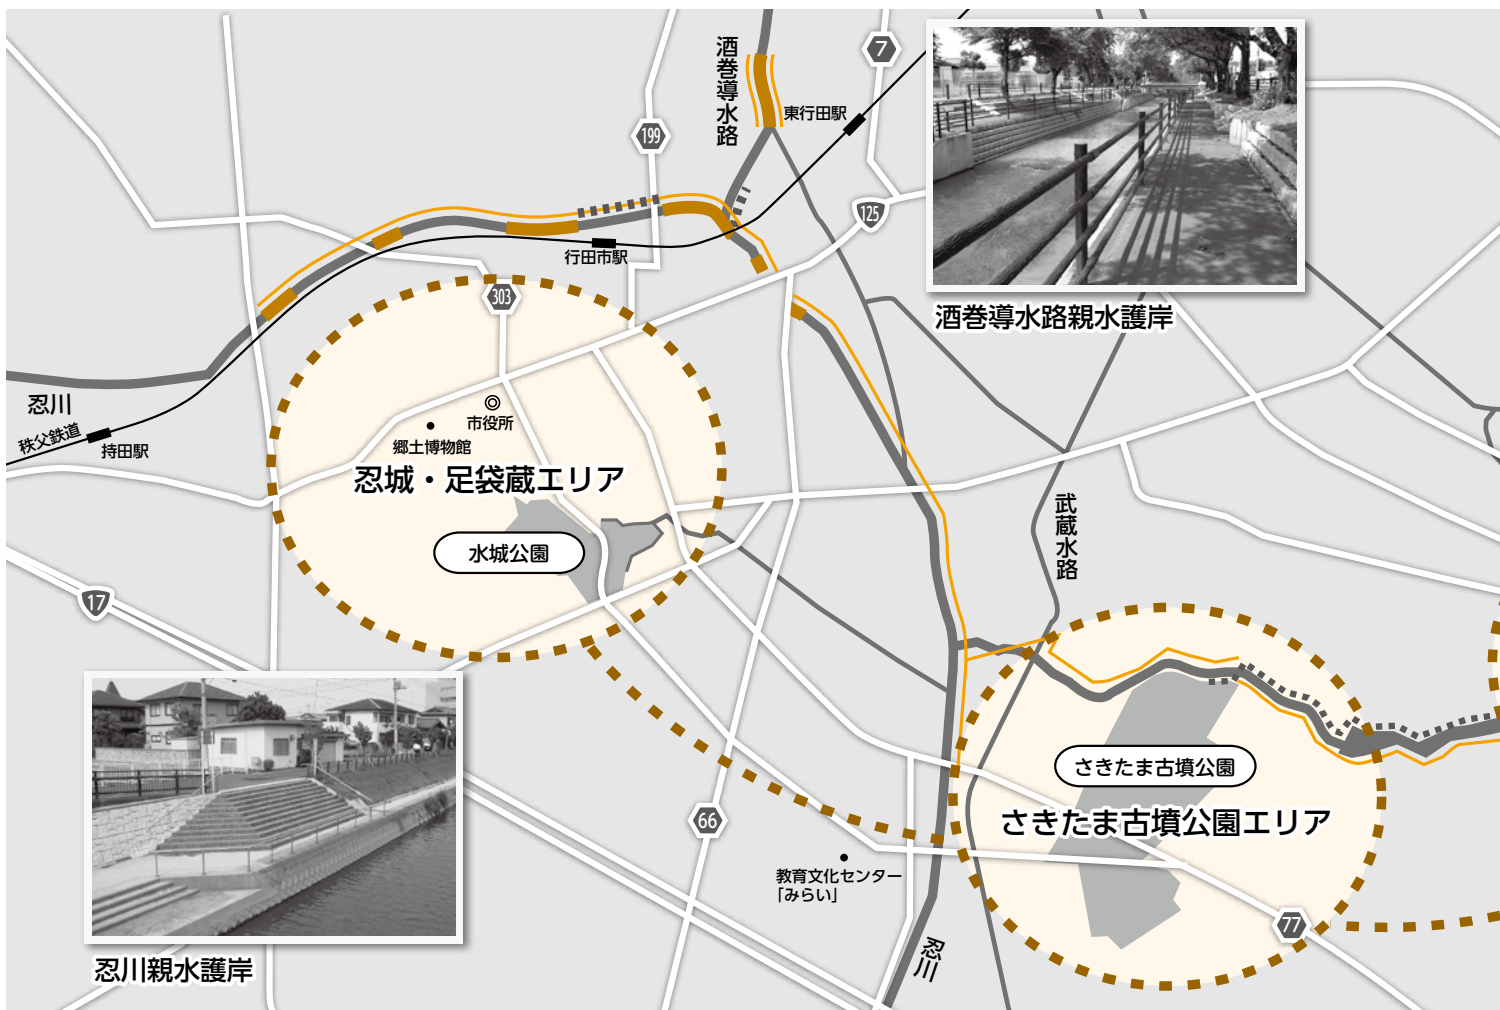 酒巻導水路
7
東行田駅
199
125
行田市駅
303
酒巻導水路親水護岸
忍川
秩父鉄道
持田駅
市役所
郷土博物館
忍城・足袋蔵エリア
水城公園
武蔵水路
17
さきたま古墳公園
さきたま古墳公園エリア
66
教育文化センター
「みらい」
77
忍川
忍川親水護岸